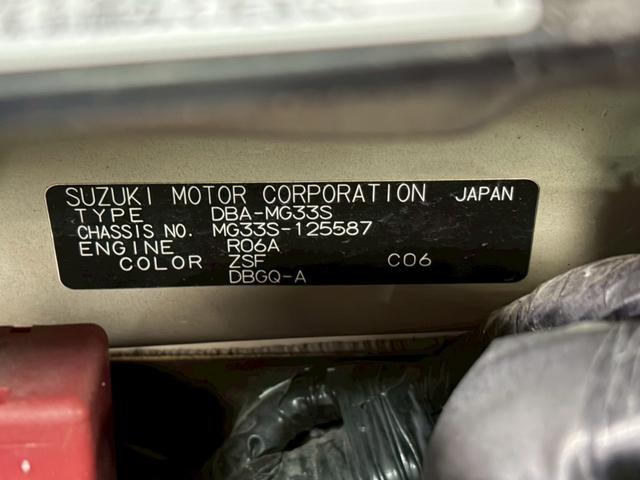 SUZUKI MOTOR CORPORATION JAPAN
TYPE DBA-MG33S
CHASSIS NO. MG33S-125587
ENGINE R06A
COLOR ZSF C06
DBGQ-A